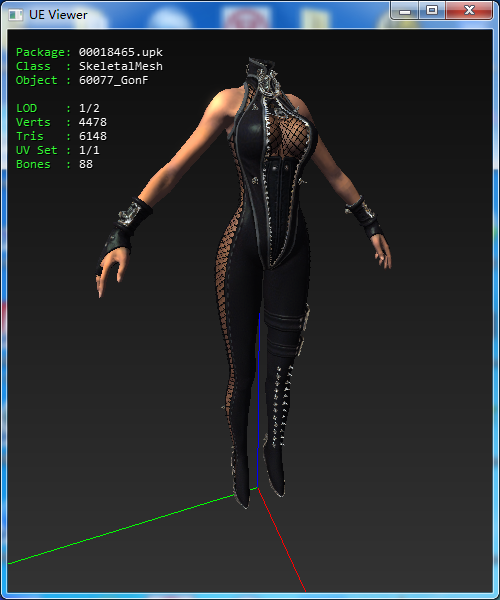 UE Viewer
Package: 00018465.upk
Class : SkeletalMesh
Object : 60077_GonF
LOD : 1/2
Verts : 4478
Tris : 6148
UV Set : 1/1
Bones : 88